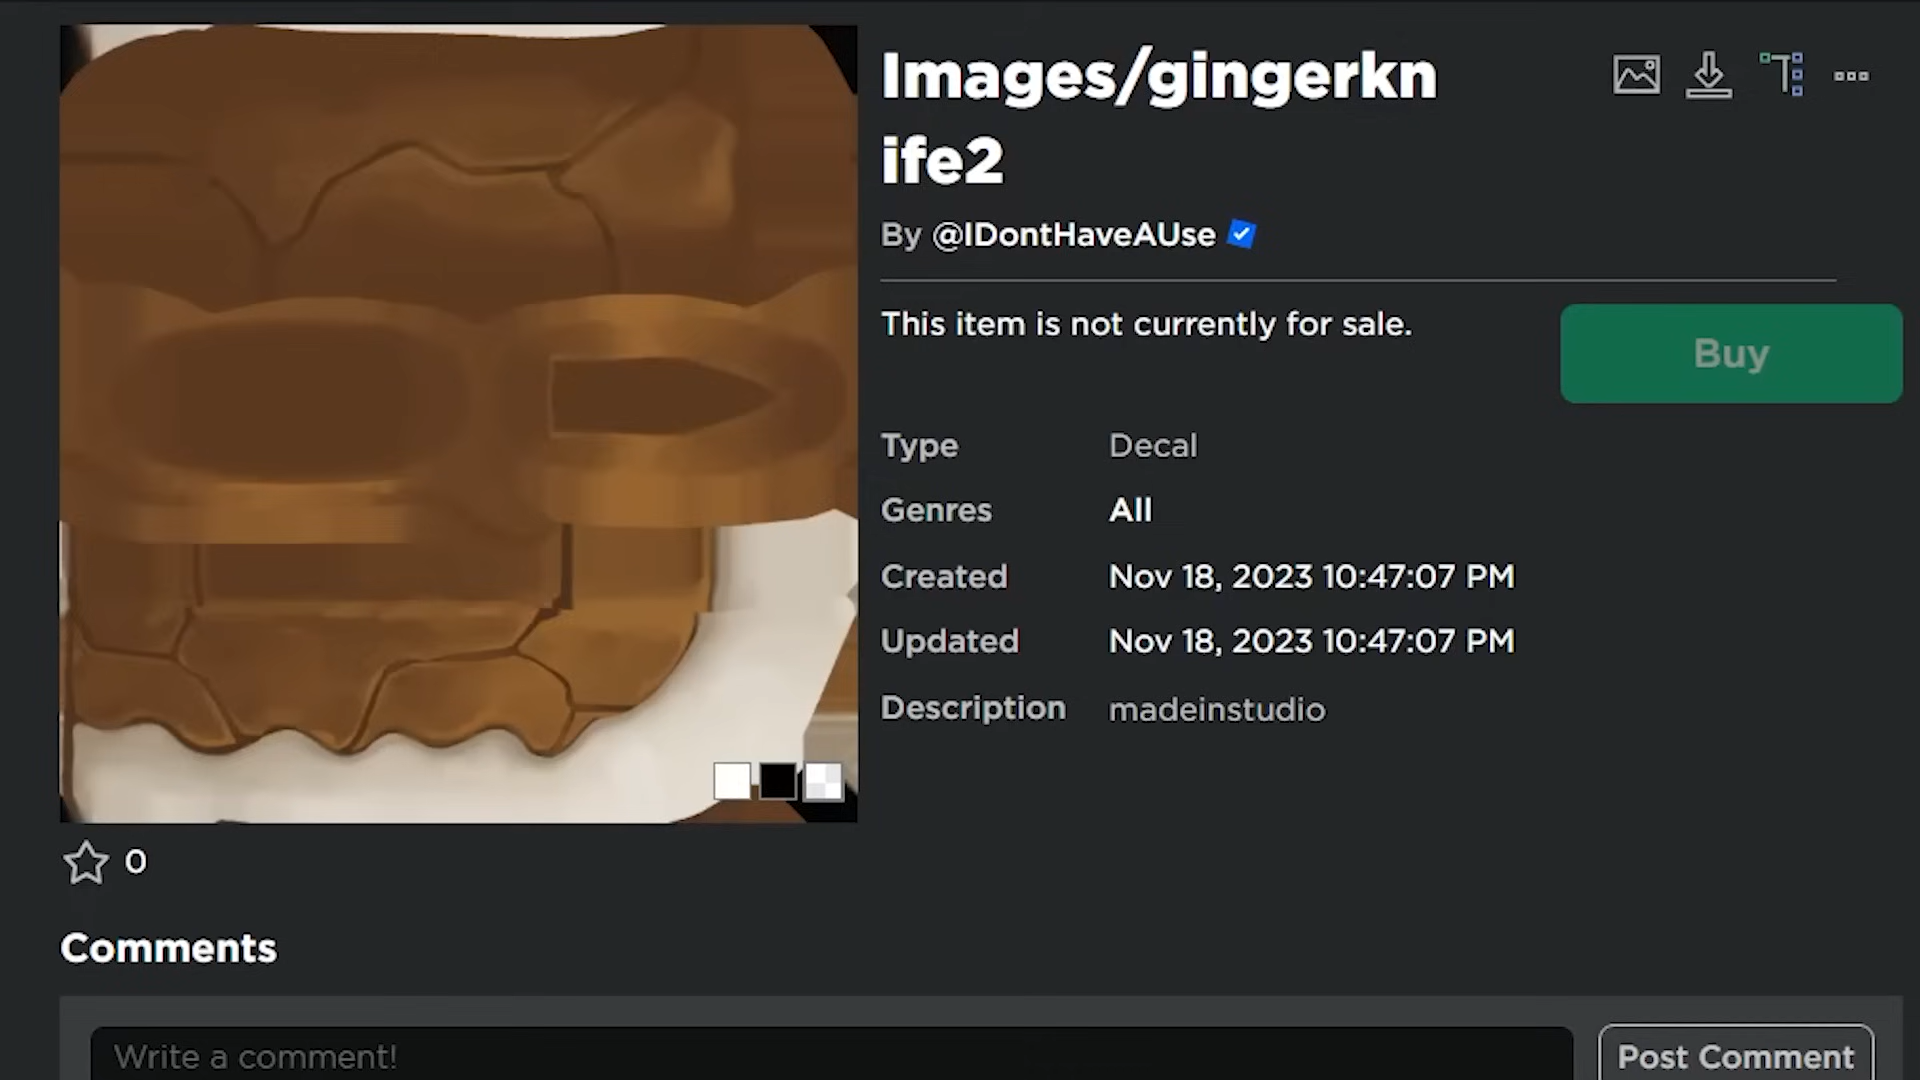 Images/gingerkn
ife2
By @IDontHaveAUse
This item is not currently for sale.
Buy
Type Decal
Genres All
Created Nov 18, 2023 10:47:07 PM
Updated Nov 18, 2023 10:47:07 PM
Description madeinstudio
0
Comments
Write a comment!
Post Comment